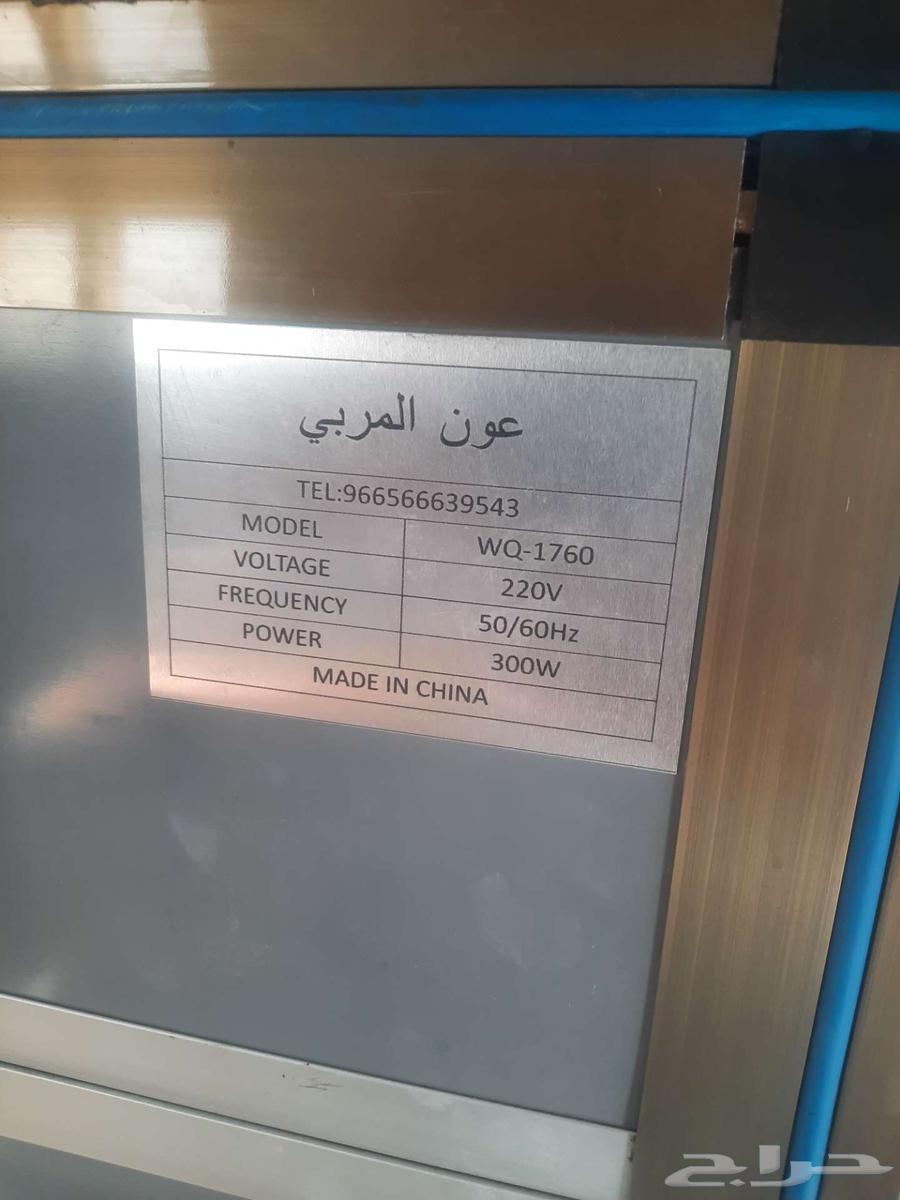 عون المربي
TEL:966566639543
MODEL WQ-1760
VOLTAGE 220V
FREQUENCY 50/60Hz
POWER 300W
MADE IN CHINA
حراج